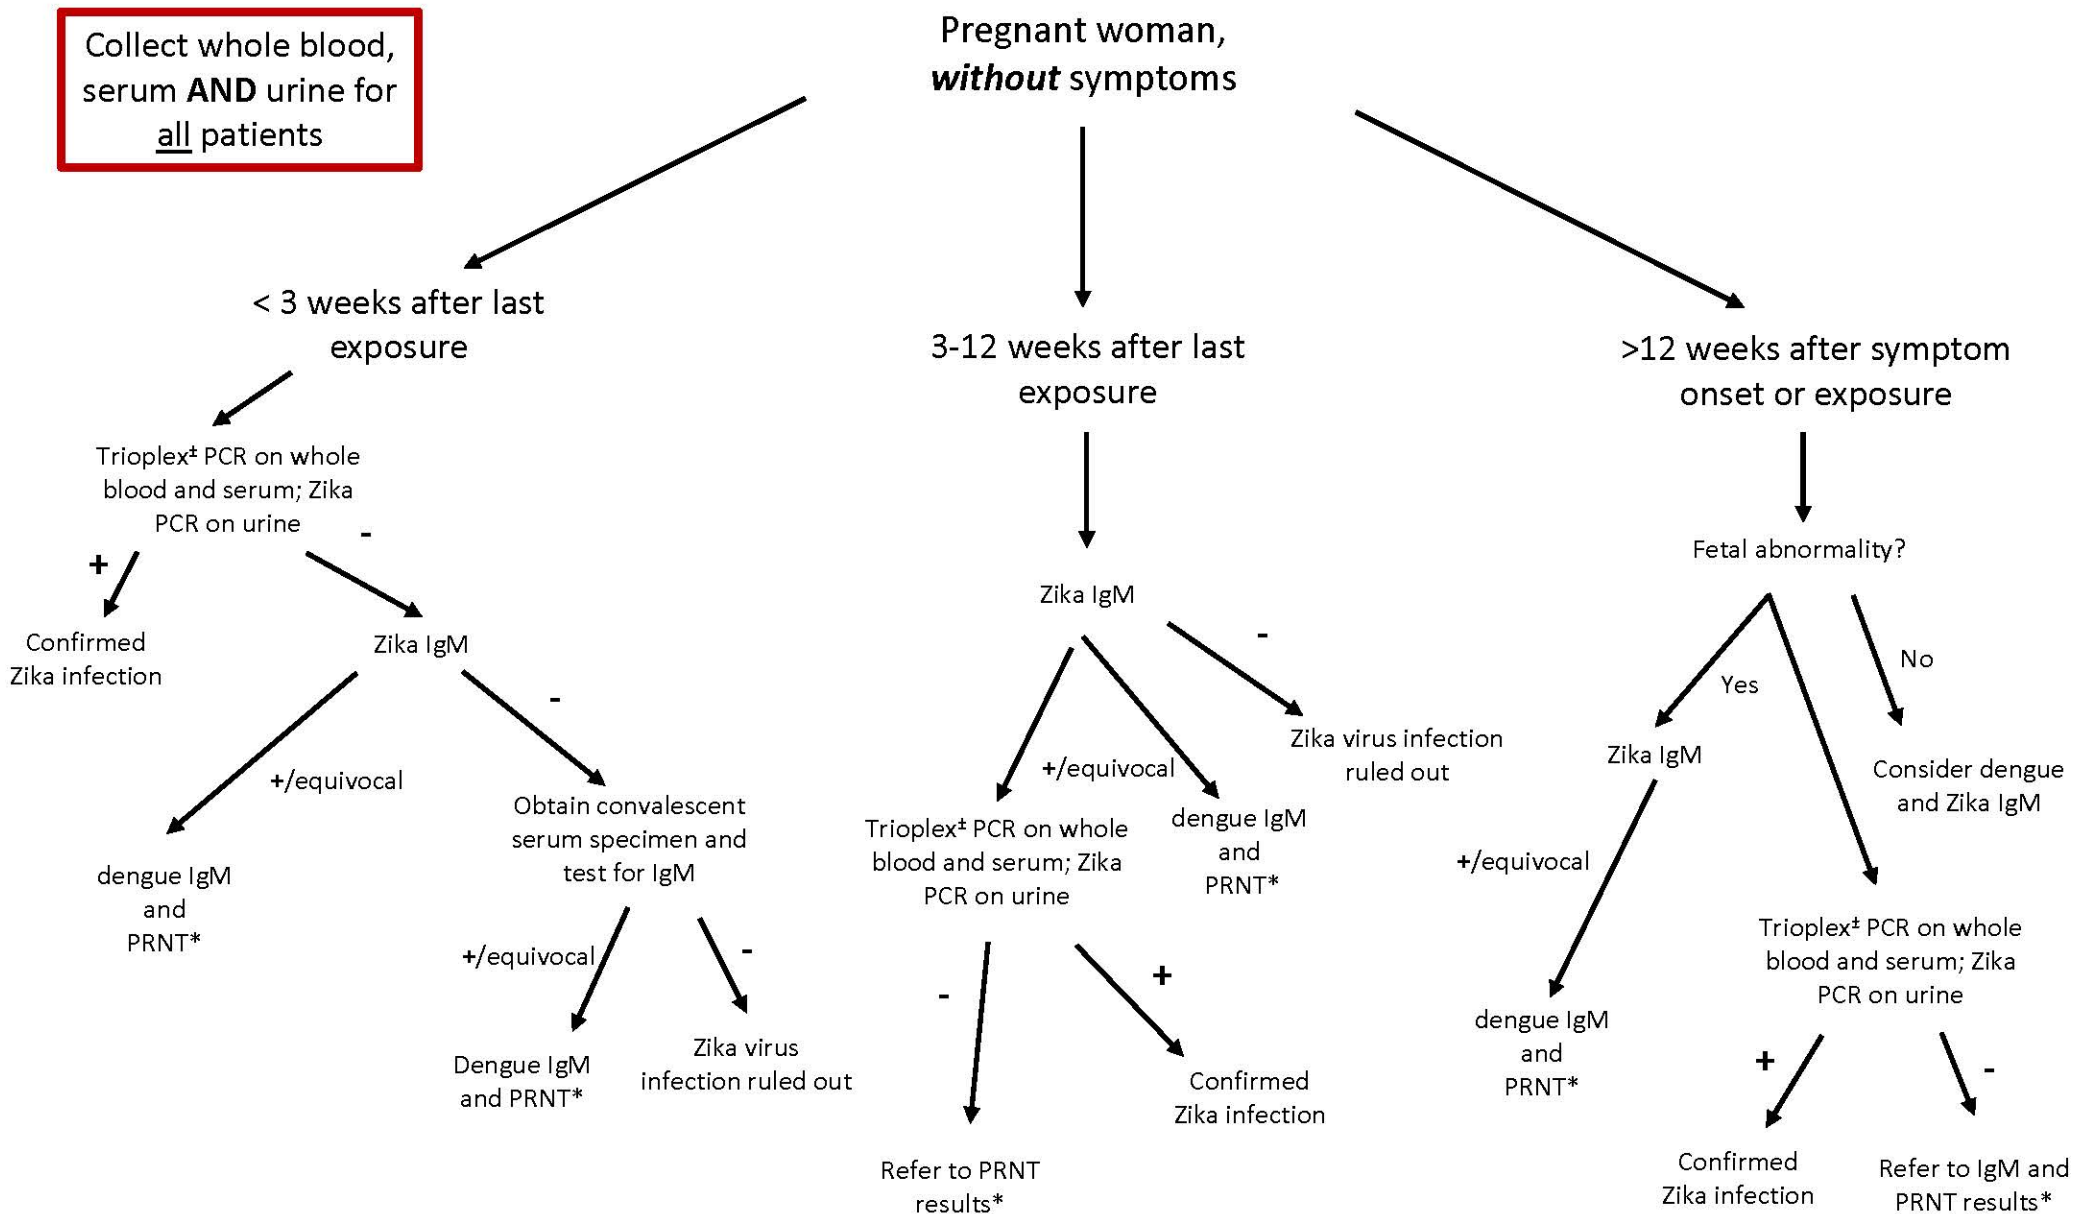 Collect whole blood,
serum AND urine for
all patients
Pregnant woman,
without symptoms
< 3 weeks after last
exposure
3-12 weeks after last
exposure
>12 weeks after symptom
onset or exposure
Trioplex‡ PCR on whole
blood and serum; Zika
PCR on urine
+
-
Confirmed
Zika infection
Zika IgM
+/equivocal
-
dengue IgM
and
PRNT*
Obtain convalescent
serum specimen and
test for IgM
+/equivocal
-
Dengue IgM
and PRNT*
Zika virus
infection ruled out
Zika IgM
-
+/equivocal
Zika virus infection
ruled out
Trioplex‡ PCR on whole
blood and serum; Zika
PCR on urine
dengue IgM
and
PRNT*
-
+
Refer to PRNT
results*
Confirmed
Zika infection
Fetal abnormality?
Yes
No
Zika IgM
Consider dengue
and Zika IgM
+/equivocal
dengue IgM
and
PRNT*
Trioplex‡ PCR on whole
blood and serum; Zika
PCR on urine
+
-
Confirmed
Zika infection
Refer to IgM and
PRNT results*